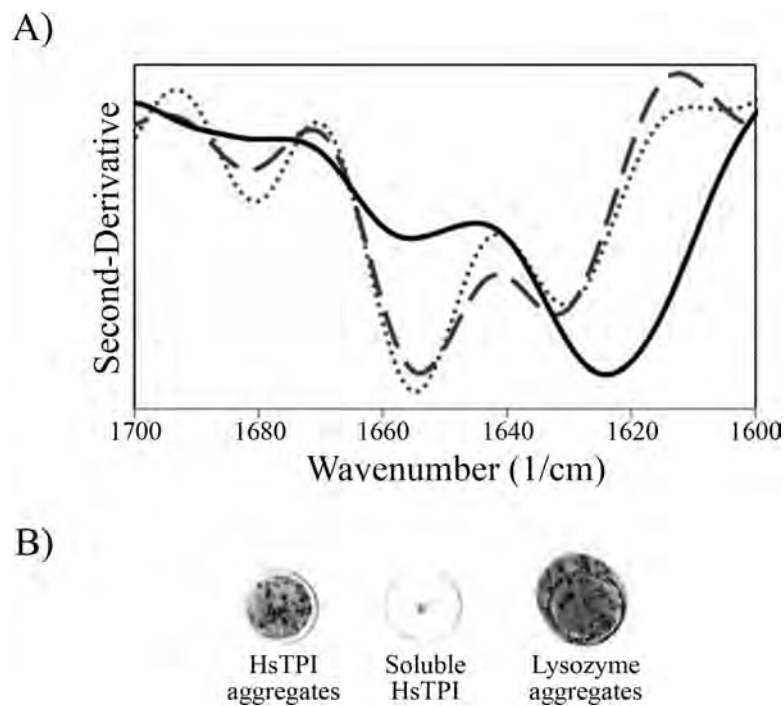 A)
Second-Derivative
1700 1680 1660 1640 1620 1600
Wavenumber (1/cm)
B)
HsTPI
aggregates
Soluble
HsTPI
Lysozyme
aggregates